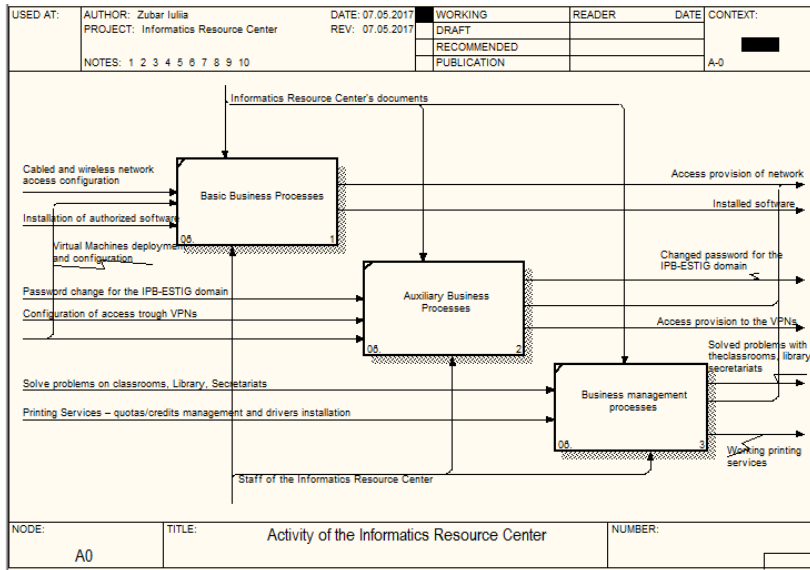 USED AT:
AUTHOR: Zubar Iuliia
DATE: 07.05.2017
WORKING
READER
DATE
CONTEXT:
PROJECT: Informatics Resource Center
REV: 07.05.2017
DRAFT
RECOMMENDED
NOTES: 1 2 3 4 5 6 7 8 9 10
PUBLICATION
A-0
Informatics Resource Center's documents
Cabled and wireless network
access configuration
Basic Business Processes
Access provision of network
Installed software
Installation of authorized software
0б.
1
Virtual Machines deployme
and configuration
Changed password for the
IPB-ESTIG domain
Password change for the IPB-ESTIG domain
Auxiliary Business
Processes
Configuration of access trough VPNs
Access provision to the VPNs
0б.
2
Solved problems with
theclassrooms, library
secretariats
Solve problems on classrooms, Library, Secretariats
Business management
processes
Printing Services – quotas/credits management and drivers installation
0б.
3
Working printing
services
Staff of the Informatics Resource Center
NODE:
TITLE:
Activity of the Informatics Resource Center
NUMBER:
A0